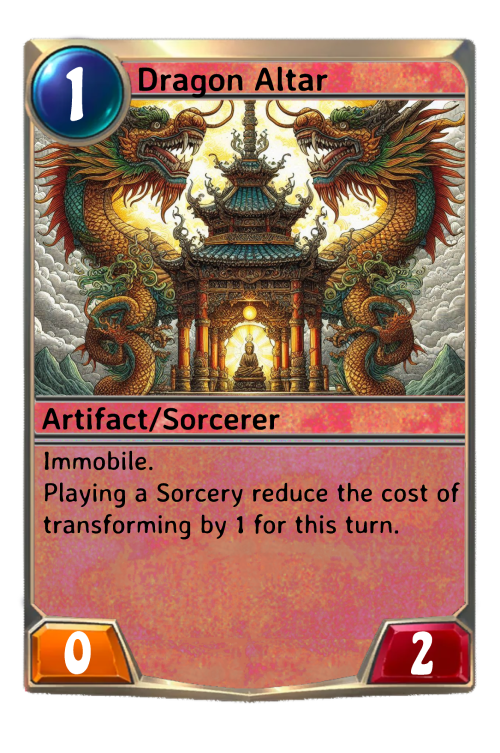 1
Dragon Altar
Artifact/Sorcerer
Immobile.
Playing a Sorcery reduce the cost of
transforming by 1 for this turn.
0
2